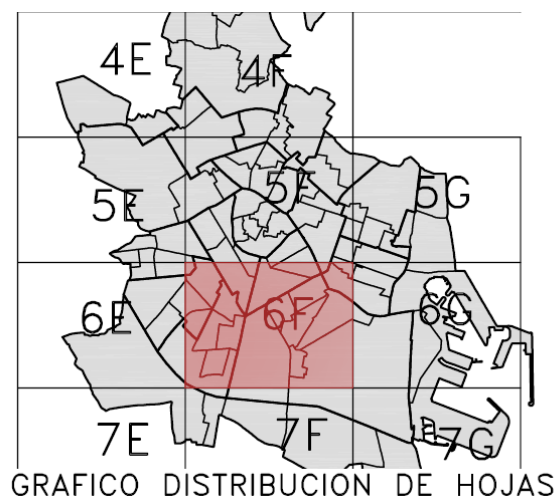 4E 4F
5E 5F 5G
6E 6F 6G
7E 7F 7G
GRAFICO DISTRIBUCION DE HOJAS